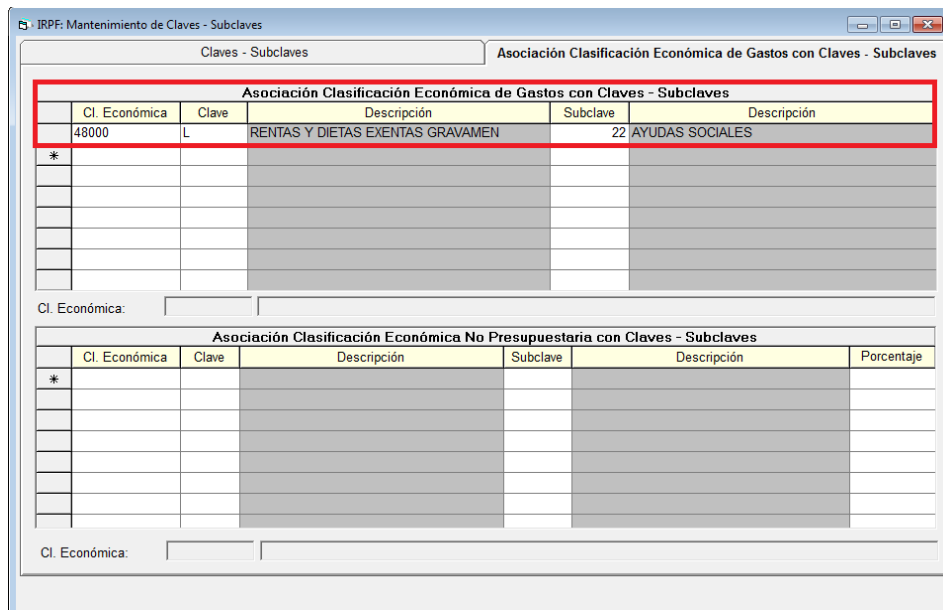 IRPF: Mantenimiento de Claves - Subclaves
Claves - Subclaves Asociación Clasificación Económica de Gastos con Claves - Subclaves
Asociación Clasificación Económica de Gastos con Claves - Subclaves
Cl. Económica Clave Descripción Subclave Descripción
48000 L RENTAS Y DIETAS EXENTAS GRAVAMEN 22 AYUDAS SOCIALES
*
Cl. Económica:
Asociación Clasificación Económica No Presupuestaria con Claves - Subclaves
Cl. Económica Clave Descripción Subclave Descripción Porcentaje
*
Cl. Económica: